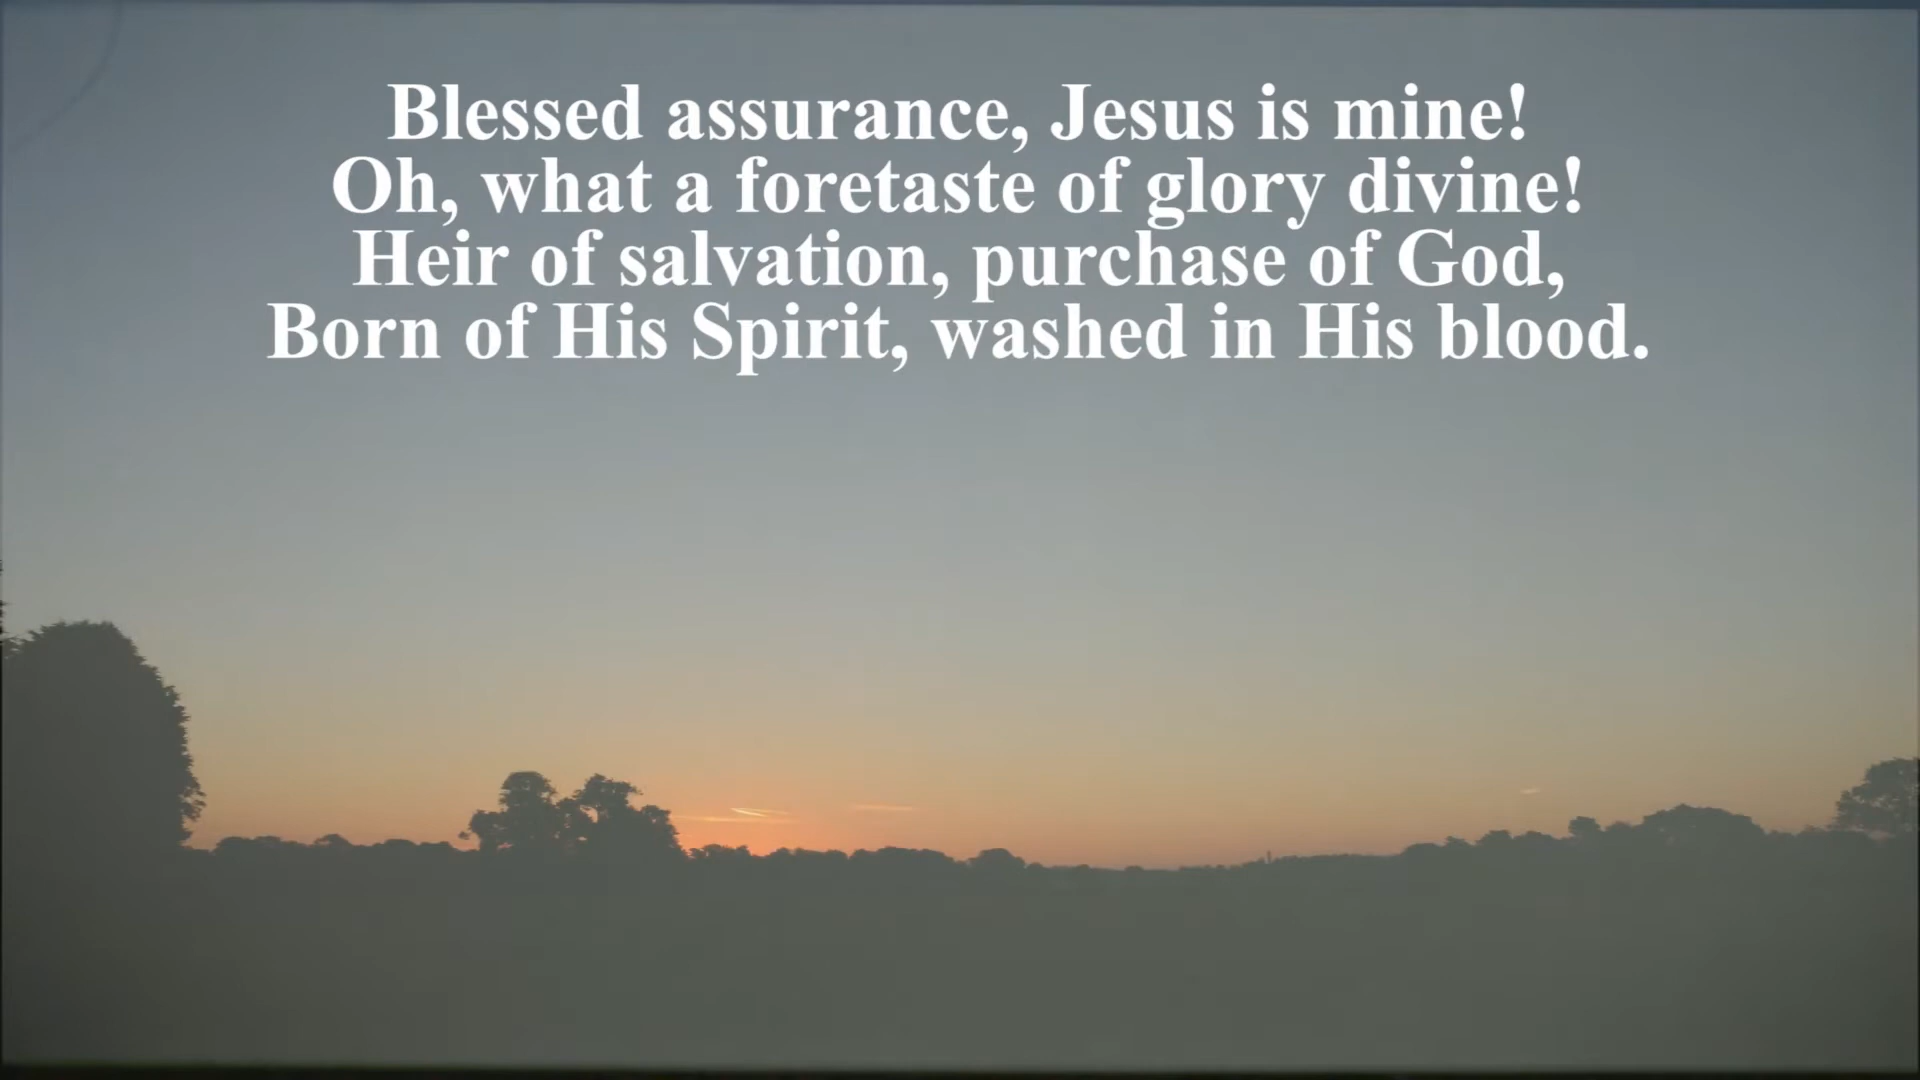 Blessed assurance, Jesus is mine!
Oh, what a foretaste of glory divine!
Heir of salvation, purchase of God,
Born of His Spirit, washed in His blood.